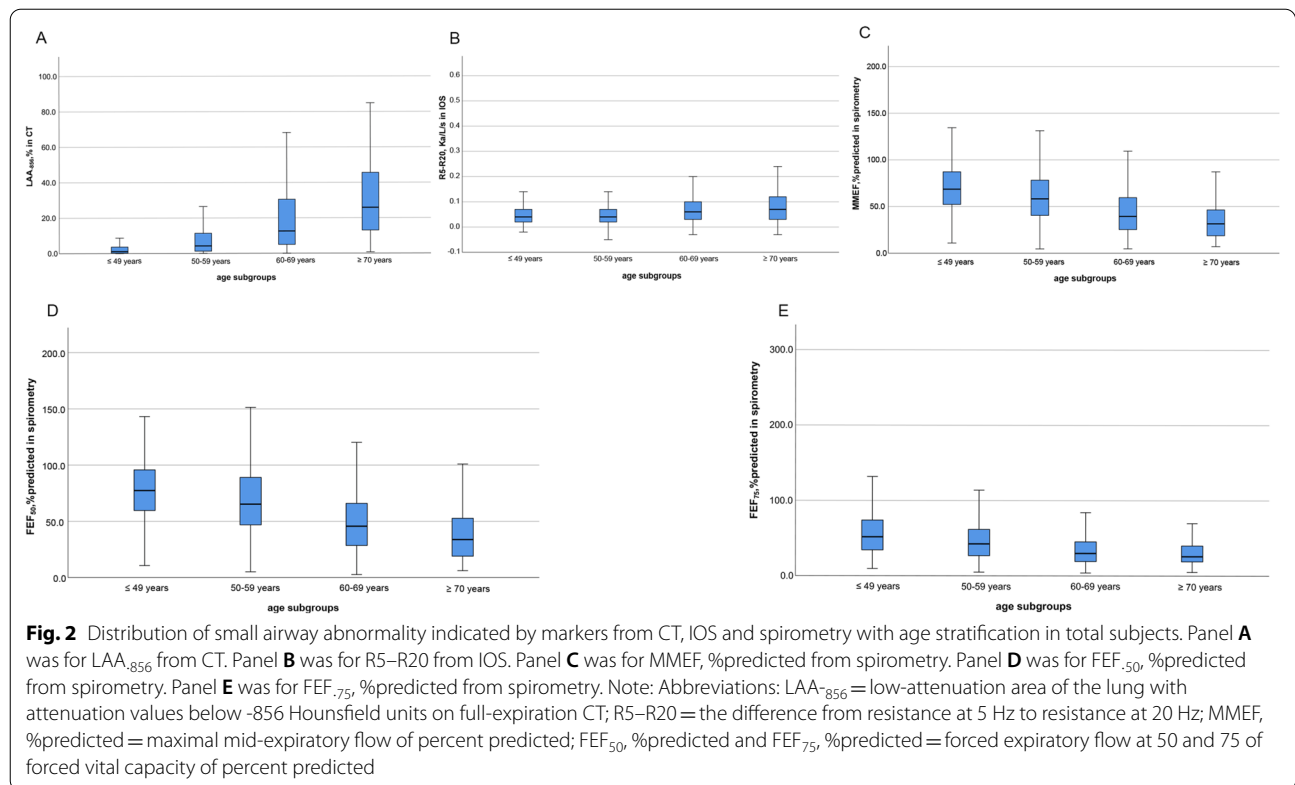 A
LAA-856,% in CT
100.0
80.0
60.0
40.0
20.0
0.0
≤ 49 years 50-59 years 60-69 years ≥ 70 years
age subgroups
B
R5-R20, Ka/L/s in IOS
0.6
0.5
0.4
0.3
0.2
0.1
0.0
-0.1
≤ 49 years 50-59 years 60-69 years ≥ 70 years
age subgroups
C
MMEF,%predicted in spirometry
200.0
150.0
100.0
50.0
0.0
≤ 49 years 50-59 years 60-69 years ≥ 70 years
age subgroups
D
FEF50,%predicted in spirometry
200.0
150.0
100.0
50.0
0.0
≤ 49 years 50-59 years 60-69 years ≥ 70 years
age subgroups
E
FEF75,%predicted in spirometry
300.0
200.0
100.0
0.0
≤ 49 years 50-59 years 60-69 years ≥ 70 years
age subgroups
Fig. 2 Distribution of small airway abnormality indicated by markers from CT, IOS and spirometry with age stratification in total subjects. Panel A
was for LAA-856 from CT. Panel B was for R5–R20 from IOS. Panel C was for MMEF, %predicted from spirometry. Panel D was for FEF-50, %predicted
from spirometry. Panel E was for FEF-75, %predicted from spirometry. Note: Abbreviations: LAA-856 = low-attenuation area of the lung with
attenuation values below -856 Hounsfield units on full-expiration CT; R5–R20 = the difference from resistance at 5 Hz to resistance at 20 Hz; MMEF,
%predicted = maximal mid-expiratory flow of percent predicted; FEF50, %predicted and FEF75, %predicted = forced expiratory flow at 50 and 75 of
forced vital capacity of percent predicted